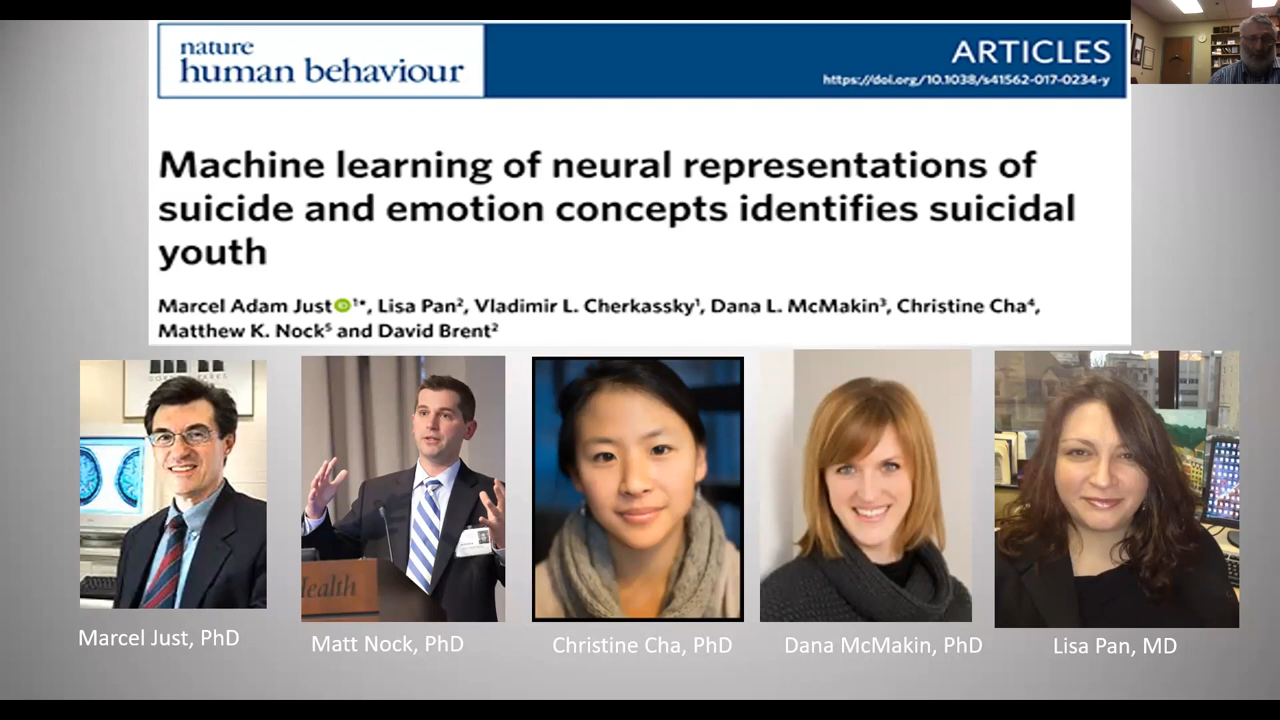 nature
human behaviour
ARTICLES
https://doi.org/10.1038/s41562-017-0234-y
Machine learning of neural representations of
suicide and emotion concepts identifies suicidal
youth
Marcel Adam Just¹*, Lisa Pan², Vladimir L. Cherkassky¹, Dana L. McMakin³, Christine Cha⁴,
Matthew K. Nock⁵ and David Brent²
ealth
Marcel Just, PhD
Matt Nock, PhD
Christine Cha, PhD
Dana McMakin, PhD
Lisa Pan, MD